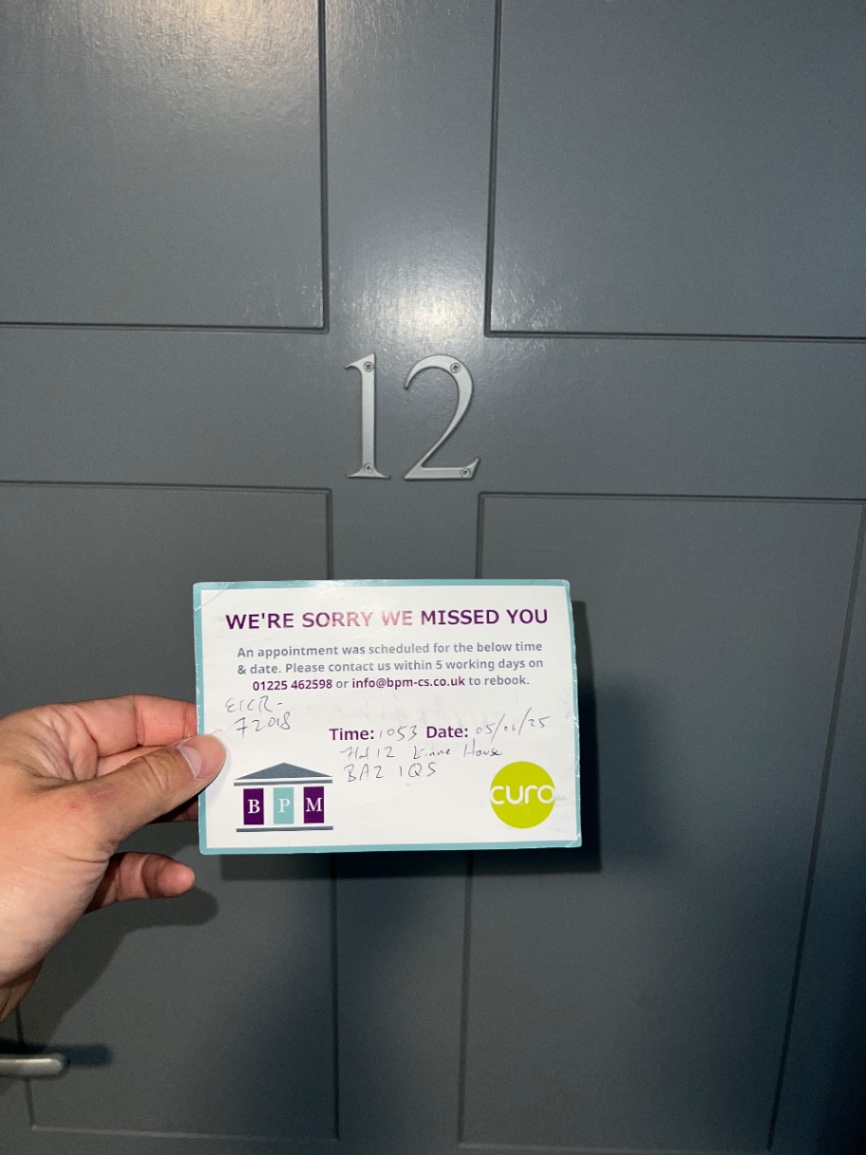 12
WE'RE SORRY WE MISSED YOU
An appointment was scheduled for the below time
& date. Please contact us within 5 working days on
01225 462598 or info@bpm-cs.co.uk to rebook.
EICR-
72018
Time: 1053 Date: 05/06/25
12 House
BA2 1QS
B P M
curo